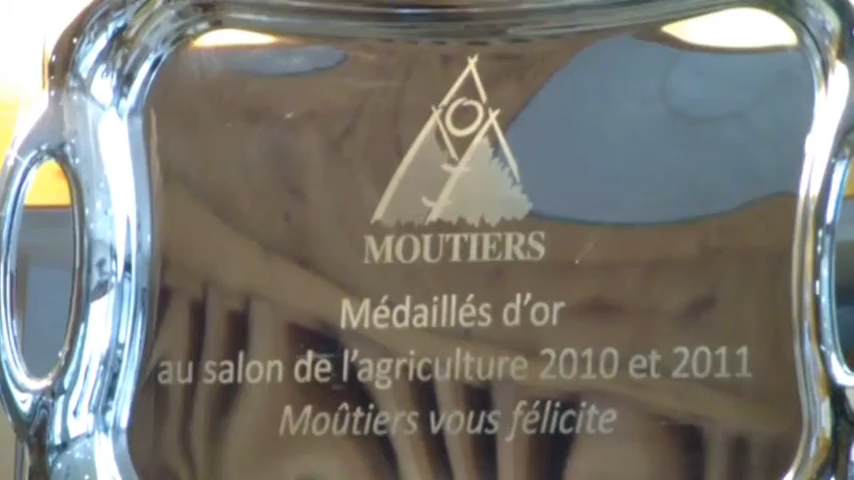 MOUTIERS
Médaillés d'or
au salon de l'agriculture 2010 et 2011
Moûtiers vous félicite